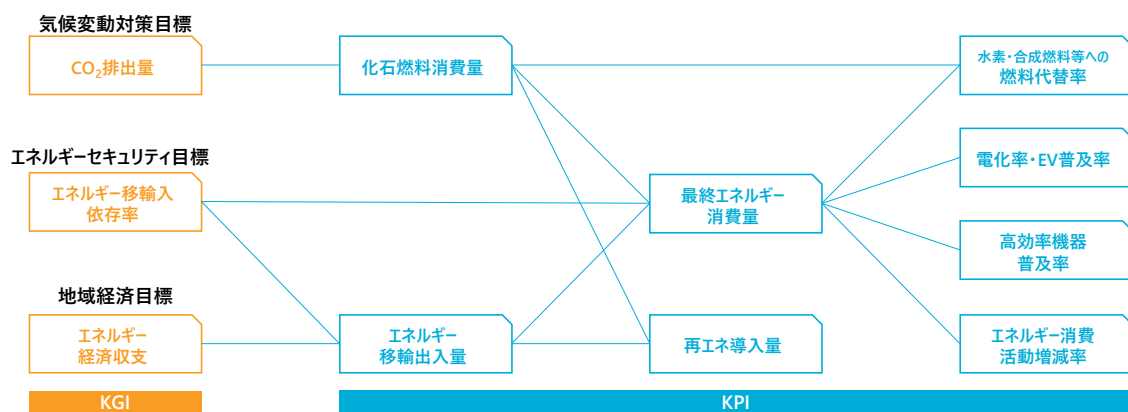 気候変動対策目標
CO₂排出量
化石燃料消費量
水素・合成燃料等への
燃料代替率
電化率・EV普及率
エネルギーセキュリティ目標
エネルギー移輸入
依存率
最終エネルギー
消費量
高効率機器
普及率
地域経済目標
エネルギー
経済収支
エネルギー
移輸出入量
再エネ導入量
エネルギー消費
活動増減率
KGI
KPI